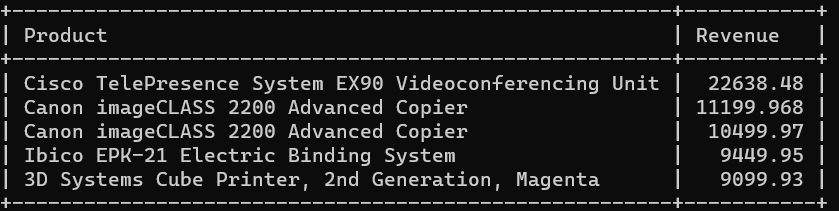 +-------------------------------------------------------+-----------+
| Product                                               | Revenue   |
+-------------------------------------------------------+-----------+
| Cisco TelePresence System EX90 Videoconferencing Unit |  22638.48 |
| Canon imageCLASS 2200 Advanced Copier                 | 11199.968 |
| Canon imageCLASS 2200 Advanced Copier                 |  10499.97 |
| Ibico EPK-21 Electric Binding System                  |   9449.95 |
| 3D Systems Cube Printer, 2nd Generation, Magenta      |   9099.93 |
+-------------------------------------------------------+-----------+